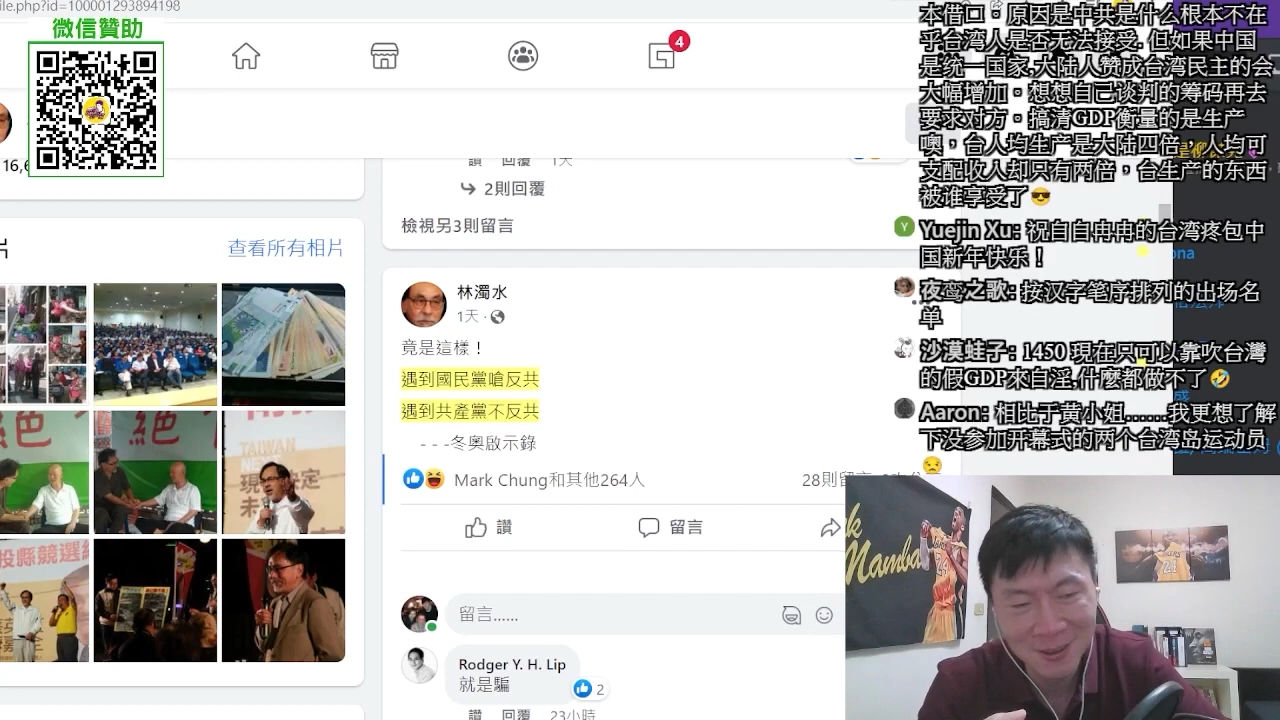 ile.php?id=100001293894198
微信贊助
4
16,6
片
查看所有相片
讚 回覆 1天
2則回覆
檢視另3則留言
林濁水
1天
竟是這樣！
遇到國民黨嗆反共
遇到共產黨不反共
- - -冬奧啟示錄
Mark Chung和其他264人
28則留言
讚
留言
留言……
Rodger Y. H. Lip
就是騙
2
讚 回覆 23小時
本借口。原因是中共是什么根本不在
乎台湾人是否无法接受. 但如果中国
是统一国家,大陆人赞成台湾民主的会
大幅增加。想想自己谈判的筹码再去
要求对方。搞清GDP衡量的是生产
噢，台人均生产是大陆四倍，人均可
支配收入却只有两倍，台生产的东西
被谁享受了😎
Y
Yuejin Xu: 祝自自冉冉的台湾疼包中
国新年快乐！
夜莺之歌: 按汉字笔序排列的出场名
单
沙漠蛙子: 1450 現在只可以靠吹台灣
的假GDP來自淫,什麼都做不了🤣
Aaron: 相比于黄小姐.......我更想了解
下没参加开幕式的两个台湾岛运动员
😒
ona
Mamba
TAIWAN
24